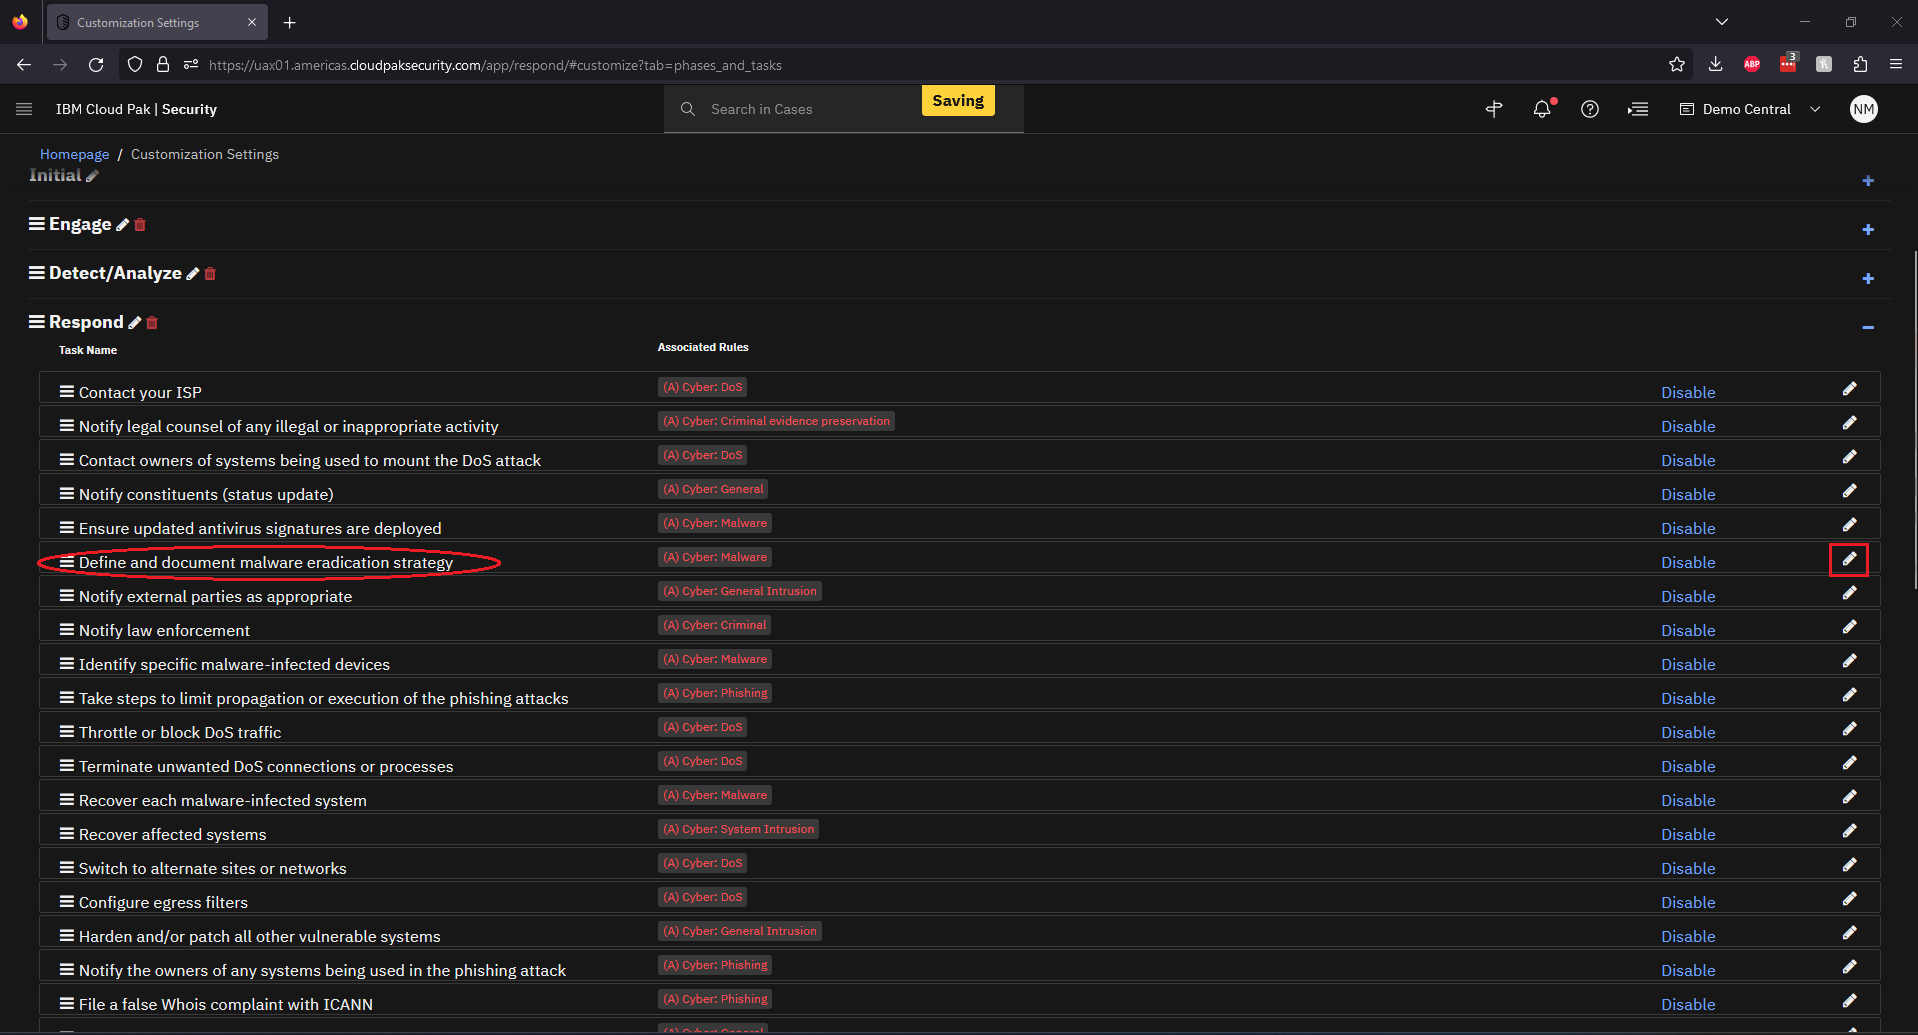 Customization Settings
https://uax01.americas.cloudpaksecurity.com/app/respond/#customize?tab=phases_and_tasks
ABP
3
IBM Cloud Pak | Security
Search in Cases
Saving
Demo Central
NM
Homepage / Customization Settings
Initial
Engage
Detect/Analyze
Respond
Task Name Associated Rules
Contact your ISP (A) Cyber: DoS Disable
Notify legal counsel of any illegal or inappropriate activity (A) Cyber: Criminal evidence preservation Disable
Contact owners of systems being used to mount the DoS attack (A) Cyber: DoS Disable
Notify constituents (status update) (A) Cyber: General Disable
Ensure updated antivirus signatures are deployed (A) Cyber: Malware Disable
Define and document malware eradication strategy (A) Cyber: Malware Disable
Notify external parties as appropriate (A) Cyber: General Intrusion Disable
Notify law enforcement (A) Cyber: Criminal Disable
Identify specific malware-infected devices (A) Cyber: Malware Disable
Take steps to limit propagation or execution of the phishing attacks (A) Cyber: Phishing Disable
Throttle or block DoS traffic (A) Cyber: DoS Disable
Terminate unwanted DoS connections or processes (A) Cyber: DoS Disable
Recover each malware-infected system (A) Cyber: Malware Disable
Recover affected systems (A) Cyber: System Intrusion Disable
Switch to alternate sites or networks (A) Cyber: DoS Disable
Configure egress filters (A) Cyber: DoS Disable
Harden and/or patch all other vulnerable systems (A) Cyber: General Intrusion Disable
Notify the owners of any systems being used in the phishing attack (A) Cyber: Phishing Disable
File a false Whois complaint with ICANN (A) Cyber: Phishing Disable
(A) Cyber: General